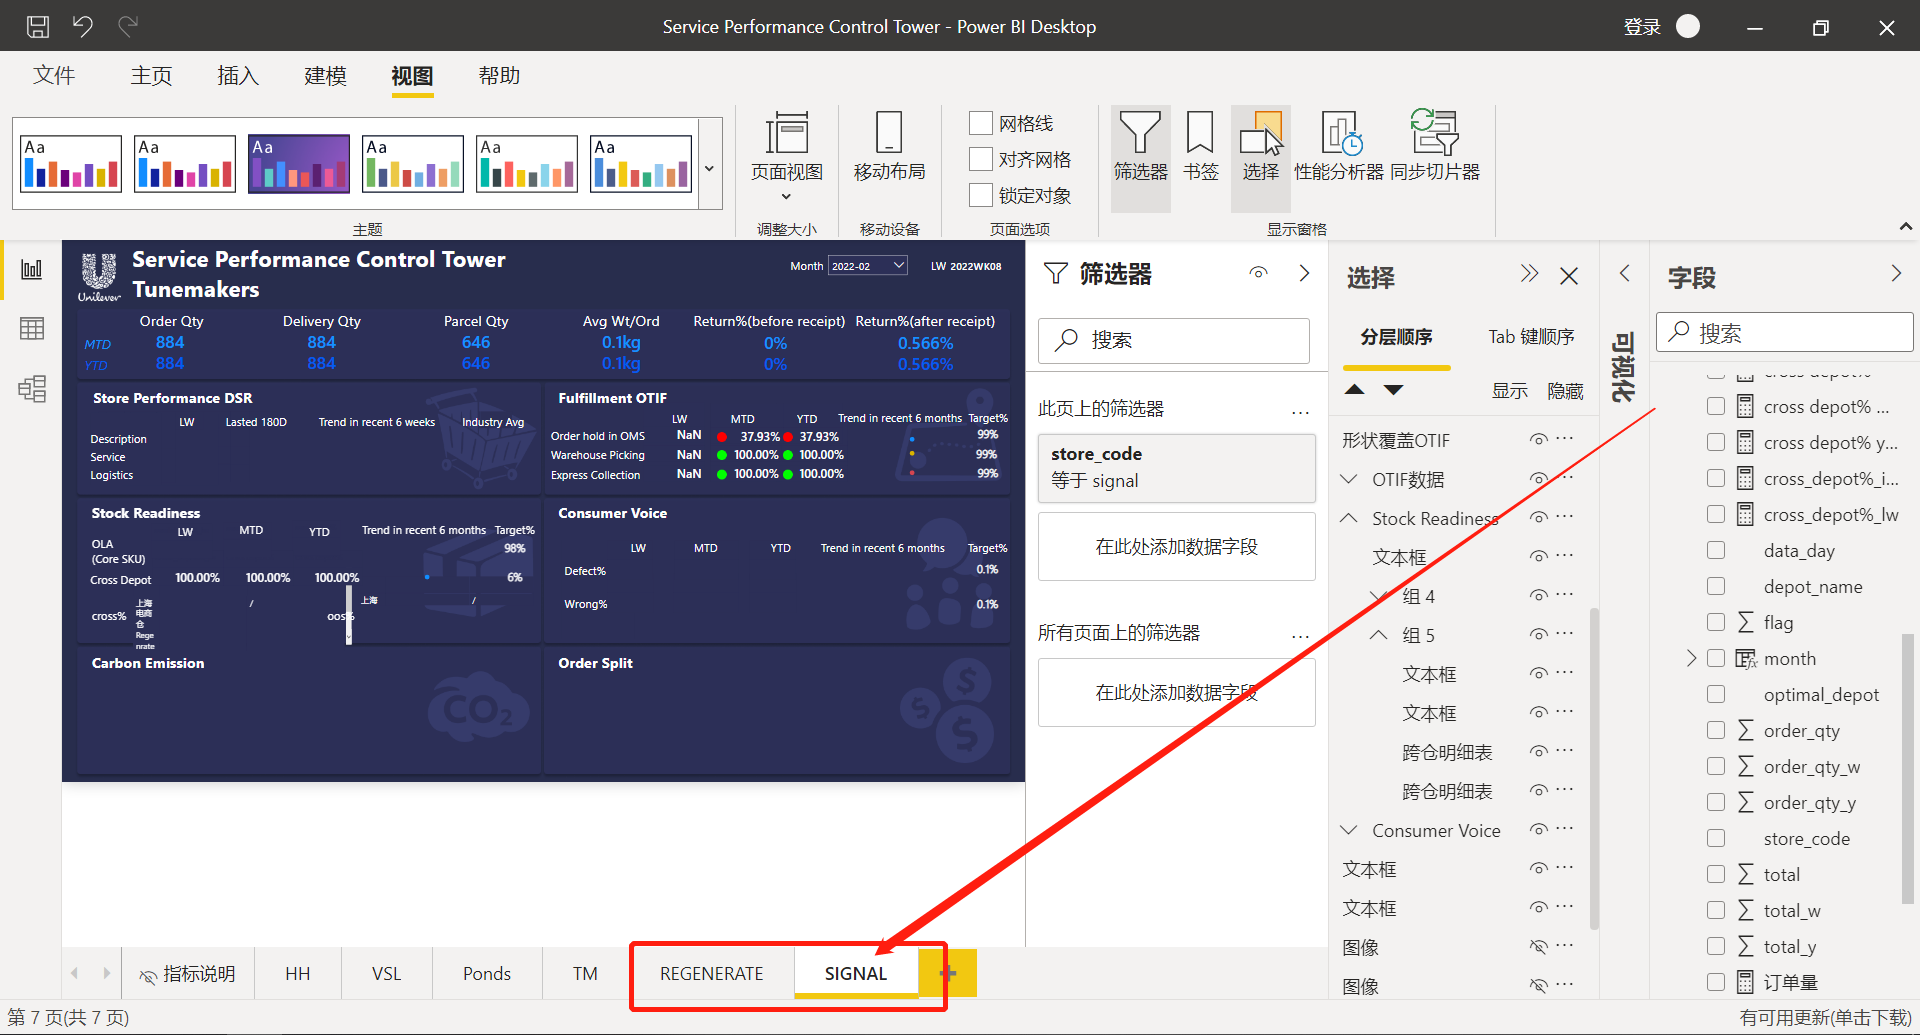 Service Performance Control Tower - Power BI Desktop
登录
文件 主页 插入 建模 视图 帮助
Aa Aa Aa Aa Aa Aa
主题
页面视图
调整大小
移动布局
移动设备
网格线
对齐网格
锁定对象
页面选项
筛选器 书签 选择 性能分析器 同步切片器
显示窗格
Unilever
Service Performance Control Tower
Tunemakers
Month 2022-02 LW 2022WK08
Order Qty Delivery Qty Parcel Qty Avg Wt/Ord Return%(before receipt) Return%(after receipt)
MTD 884 884 646 0.1kg 0% 0.566%
YTD 884 884 646 0.1kg 0% 0.566%
Store Performance DSR
LW Lasted 180D Trend in recent 6 weeks Industry Avg
Description
Service
Logistics
Fulfillment OTIF
LW MTD YTD Trend in recent 6 months Target%
Order hold in OMS NaN 37.93% 37.93% 99%
Warehouse Picking NaN 100.00% 100.00% 99%
Express Collection NaN 100.00% 100.00% 99%
Stock Readiness
LW MTD YTD Trend in recent 6 months Target%
OLA
(Core SKU) 98%
Cross Depot 100.00% 100.00% 100.00% 6%
cross% 上海
电商
仓
Rege
nrate
/ oos% 上海 /
Consumer Voice
LW MTD YTD Trend in recent 6 months Target%
Defect% 0.1%
Wrong% 0.1%
Carbon Emission
CO2
Order Split
$ $ $
筛选器
搜索
此页上的筛选器 ...
store_code
等于 signal
在此处添加数据字段
所有页面上的筛选器 ...
在此处添加数据字段
选择
分层顺序 Tab 键顺序
显示 隐藏
形状覆盖OTIF
OTIF数据
Stock Readiness
文本框
组 4
组 5
文本框
文本框
跨仓明细表
跨仓明细表
Consumer Voice
文本框
文本框
图像
图像
可视化
字段
搜索
cross depot%
cross depot% ...
cross depot% y...
cross_depot%_i...
cross_depot%_lw
data_day
depot_name
flag
month
optimal_depot
order_qty
order_qty_w
order_qty_y
store_code
total
total_w
total_y
订单量
指标说明 HH VSL Ponds TM REGENERATE SIGNAL +
第 7 页(共 7 页)
有可用更新(单击下载)